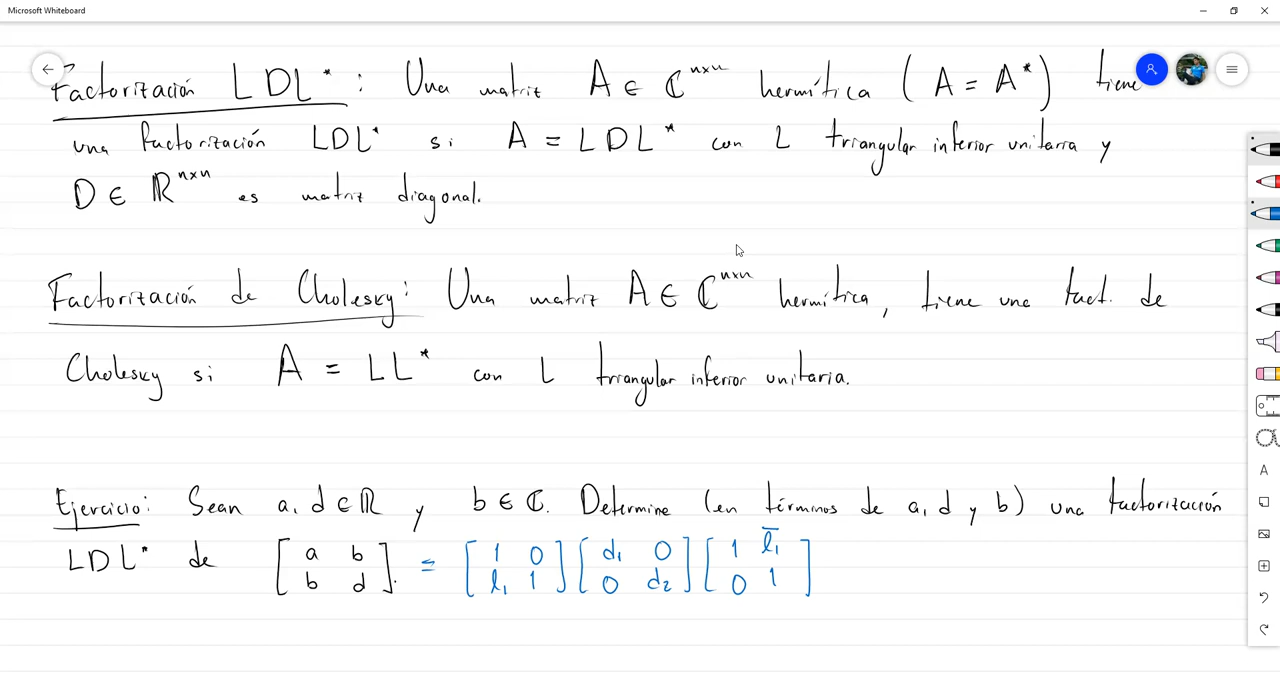 Microsoft Whiteboard
Factorización LDL* : Una matriz A ∈ ℂⁿˣⁿ hermítica (A = A*) tiene
una factorización LDL* si A = LDL* con L triangular inferior unitaria y
D ∈ ℝⁿˣⁿ es matriz diagonal.
Factorización de Cholesky: Una matriz A ∈ ℂⁿˣⁿ hermítica, tiene una fact. de
Cholesky si A = LL* con L triangular inferior unitaria.
Ejercicio: Sean a, d ∈ ℝ y b ∈ ℂ. Determine (en términos de a, d y b) una factorización
LDL* de [a b; b d]. = [1 0; l₁ 1] [d₁ 0; 0 d₂] [1 l̄₁; 0 1]
A